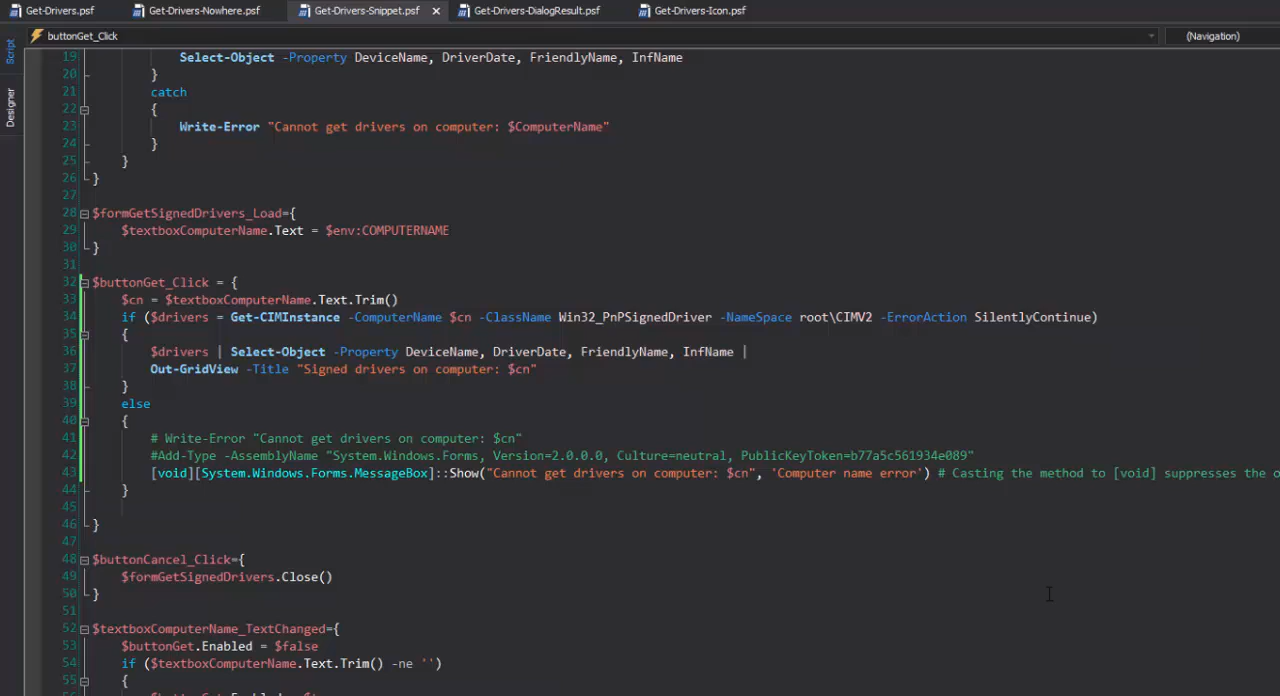 Get-Drivers.psf Get-Drivers-Nowhere.psf Get-Drivers-Snippet.psf Get-Drivers-DialogResult.psf Get-Drivers-Icon.psf
buttonGet_Click (Navigation)
Script
Designer
19 Select-Object -Property DeviceName, DriverDate, FriendlyName, InfName
20 }
21 catch
22 {
23 Write-Error "Cannot get drivers on computer: $ComputerName"
24 }
25 }
26 }
27
28 $formGetSignedDrivers_Load={
29 $textboxComputerName.Text = $env:COMPUTERNAME
30 }
31
32 $buttonGet_Click = {
33 $cn = $textboxComputerName.Text.Trim()
34 if ($drivers = Get-CIMInstance -ComputerName $cn -ClassName Win32_PnPSignedDriver -NameSpace root\CIMV2 -ErrorAction SilentlyContinue)
35 {
36 $drivers | Select-Object -Property DeviceName, DriverDate, FriendlyName, InfName |
37 Out-GridView -Title "Signed drivers on computer: $cn"
38 }
39 else
40 {
41 # Write-Error "Cannot get drivers on computer: $cn"
42 #Add-Type -AssemblyName "System.Windows.Forms, Version=2.0.0.0, Culture=neutral, PublicKeyToken=b77a5c561934e089"
43 [void][System.Windows.Forms.MessageBox]::Show("Cannot get drivers on computer: $cn", 'Computer name error') # Casting the method to [void] suppresses the o
44 }
45
46 }
47
48 $buttonCancel_Click={
49 $formGetSignedDrivers.Close()
50 }
51
52 $textboxComputerName_TextChanged={
53 $buttonGet.Enabled = $false
54 if ($textboxComputerName.Text.Trim() -ne '')
55 {